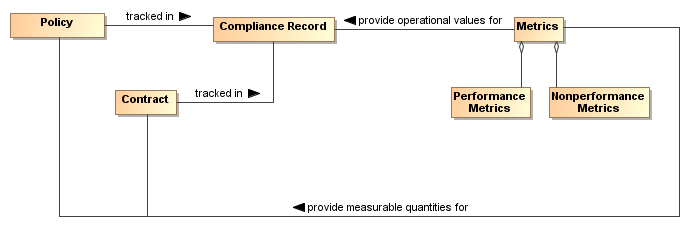 Policy
tracked in
Compliance Record
provide operational values for
Metrics
Contract
tracked in
Performance
Metrics
Nonperformance
Metrics
provide measurable quantities for